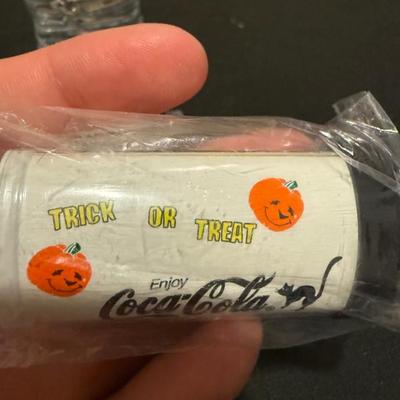 TRICK OR TREAT
Enjoy
Coca-Cola